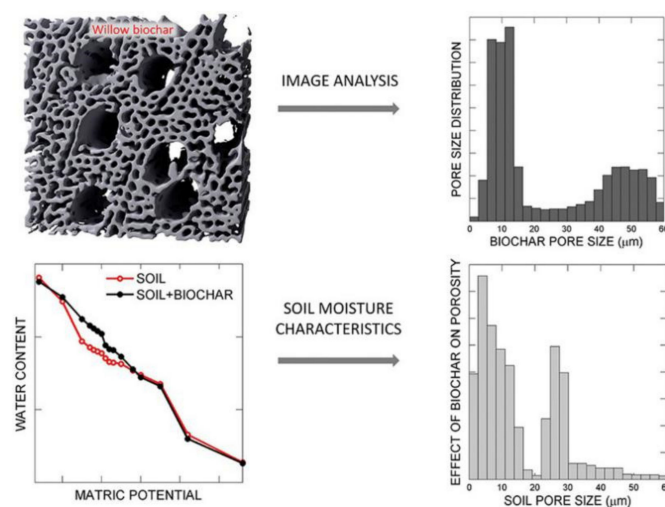 Willow biochar
IMAGE ANALYSIS
PORE SIZE DISTRIBUTION
0 10 20 30 40 50 60
BIOCHAR PORE SIZE (μm)
SOIL
SOIL+BIOCHAR
WATER CONTENT
MATRIC POTENTIAL
SOIL MOISTURE
CHARACTERISTICS
EFFECT OF BIOCHAR ON POROSITY
0 10 20 30 40 50 60
SOIL PORE SIZE (μm)